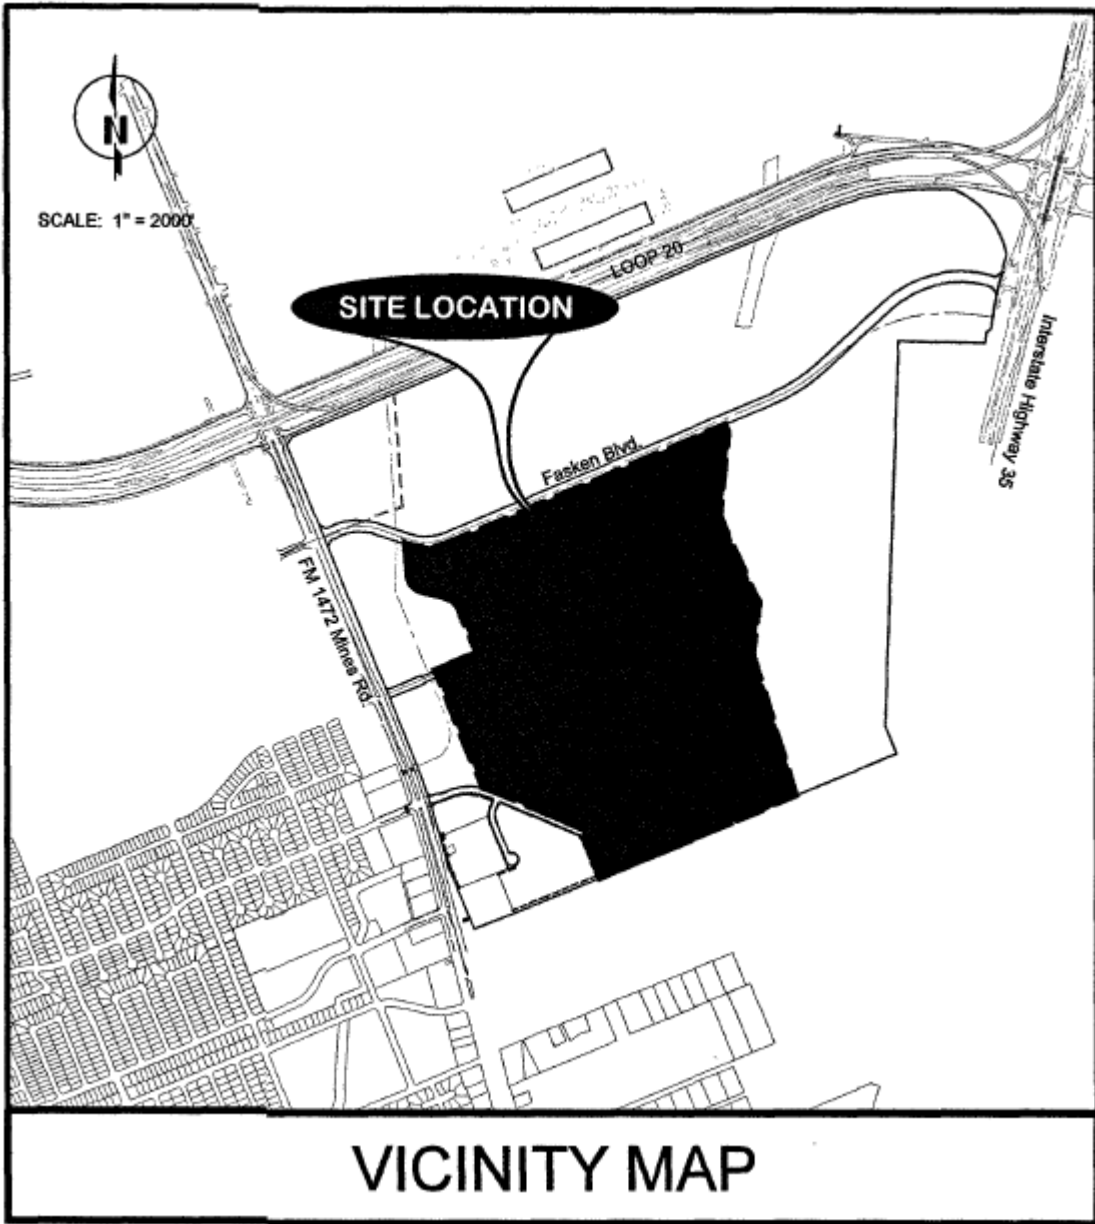 N
SCALE: 1" = 2000'
LOOP 20
SITE LOCATION
Interstate Highway 35
Fasken Blvd.
FM 1472 Mines Rd.
VICINITY MAP